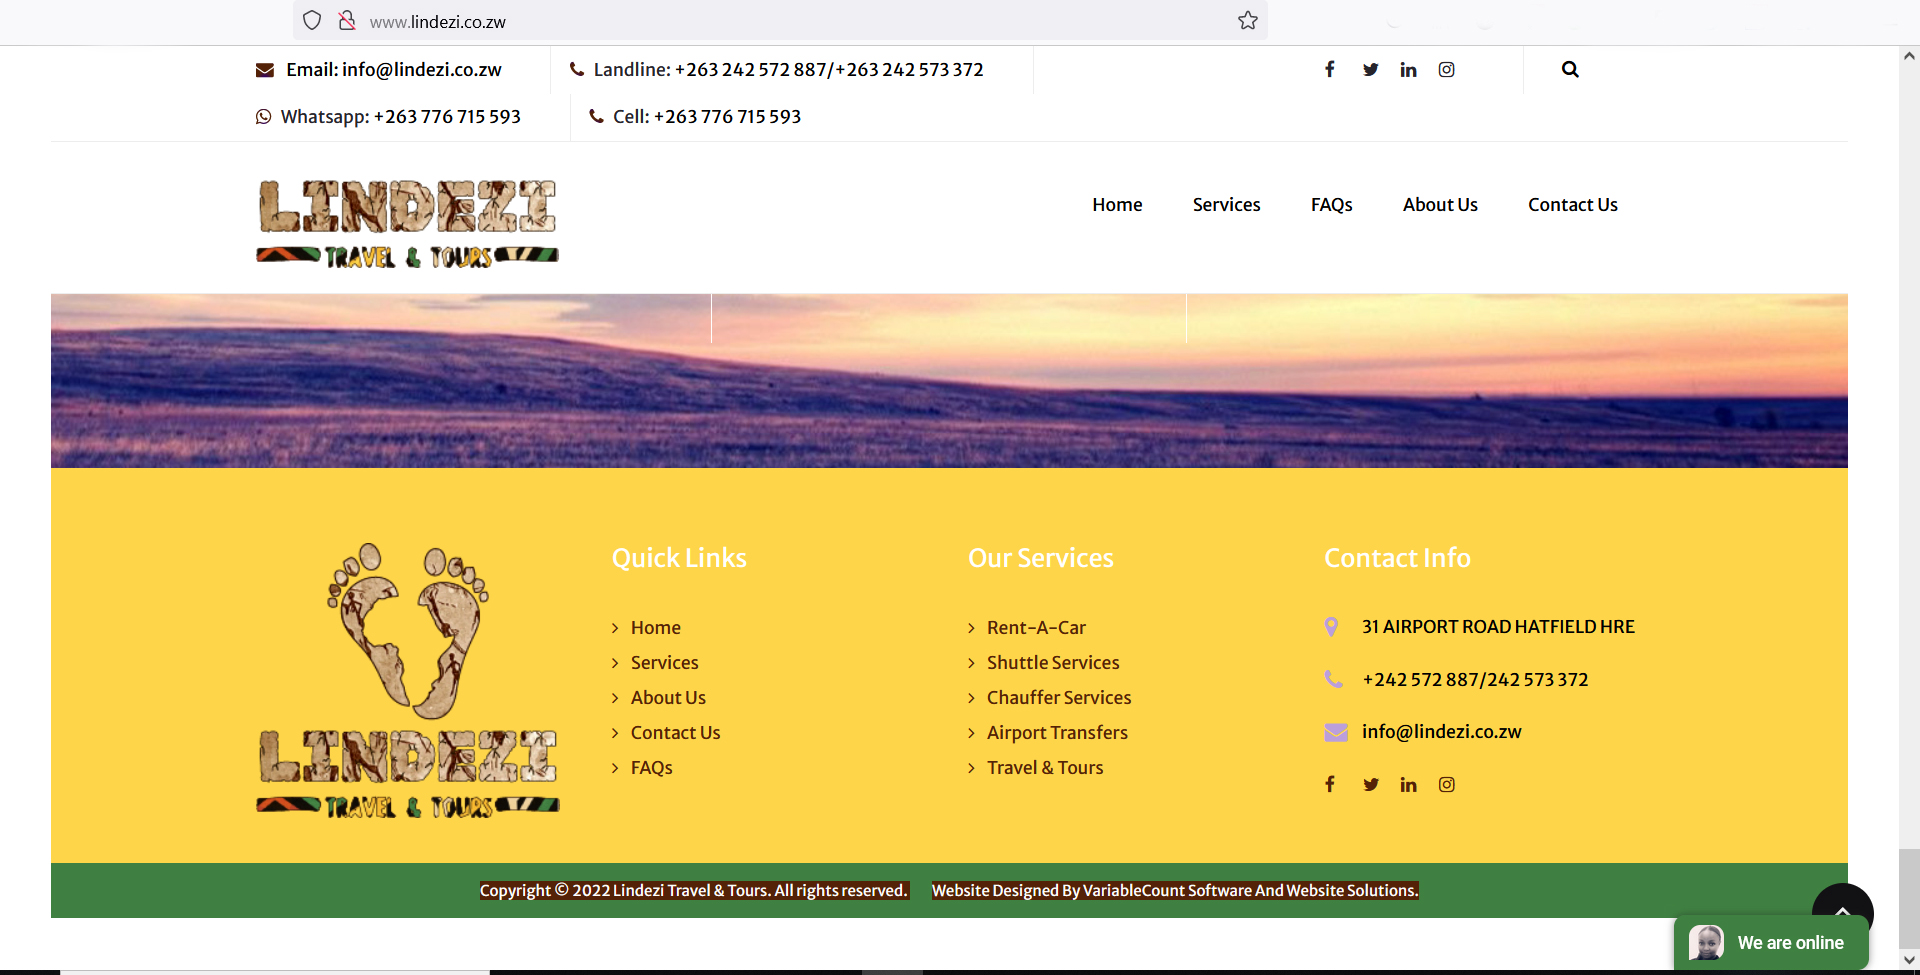 www.lindezi.co.zw
Email: info@lindezi.co.zw
Landline: +263 242 572 887/+263 242 573 372
Whatsapp: +263 776 715 593
Cell: +263 776 715 593
LINDEZI
TRAVEL & TOURS
Home
Services
FAQs
About Us
Contact Us
LINDEZI
TRAVEL & TOURS
Quick Links
Home
Services
About Us
Contact Us
FAQs
Our Services
Rent-A-Car
Shuttle Services
Chauffer Services
Airport Transfers
Travel & Tours
Contact Info
31 AIRPORT ROAD HATFIELD HRE
+242 572 887/242 573 372
info@lindezi.co.zw
Copyright © 2022 Lindezi Travel & Tours. All rights reserved.
Website Designed By VariableCount Software And Website Solutions.
We are online